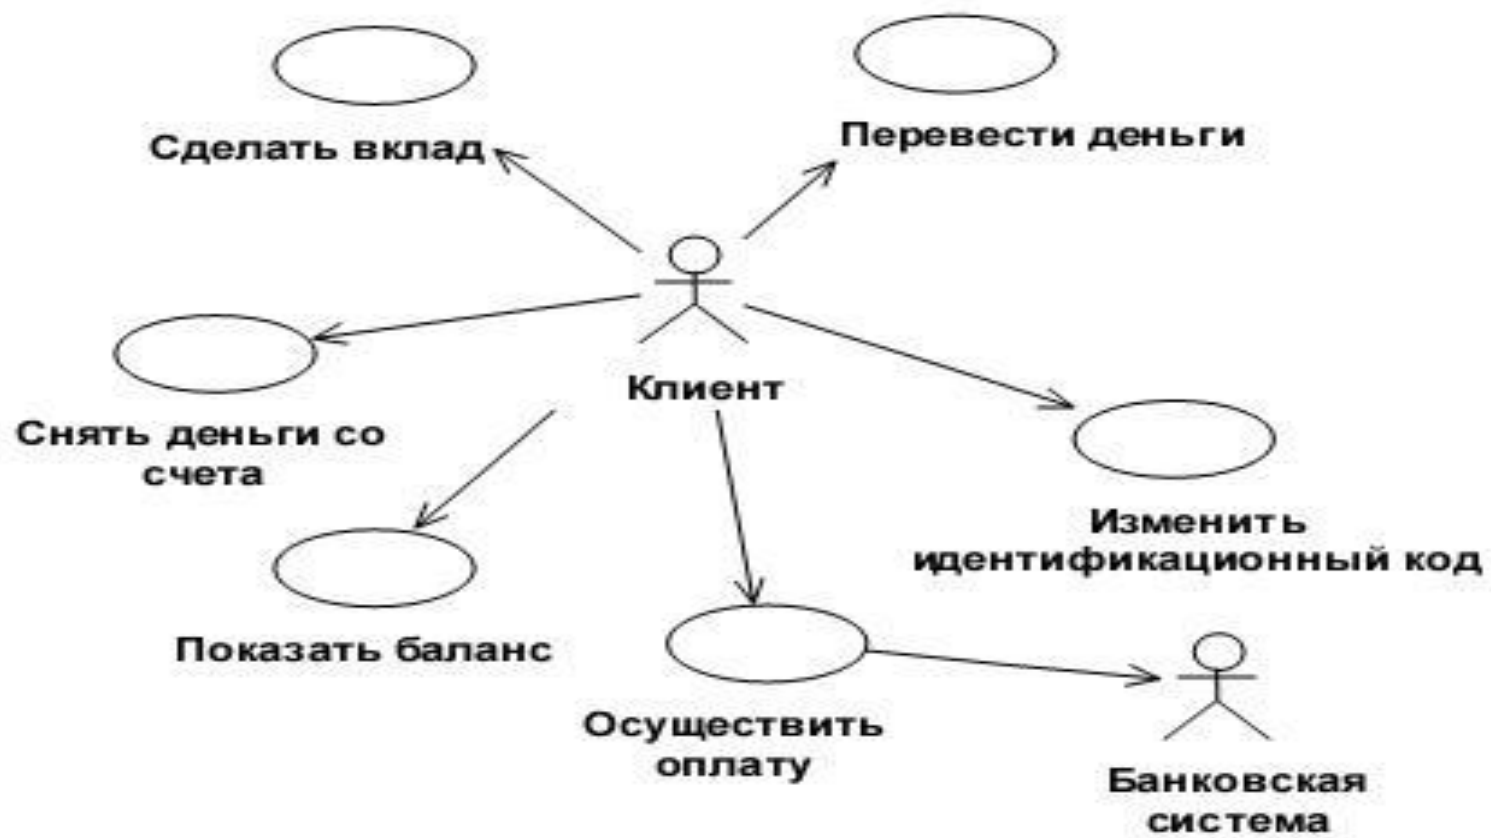 Сделать вклад
Перевести деньги
Клиент
Снять деньги со
счета
Изменить
идентификационный код
Показать баланс
Осуществить
оплату
Банковская
система